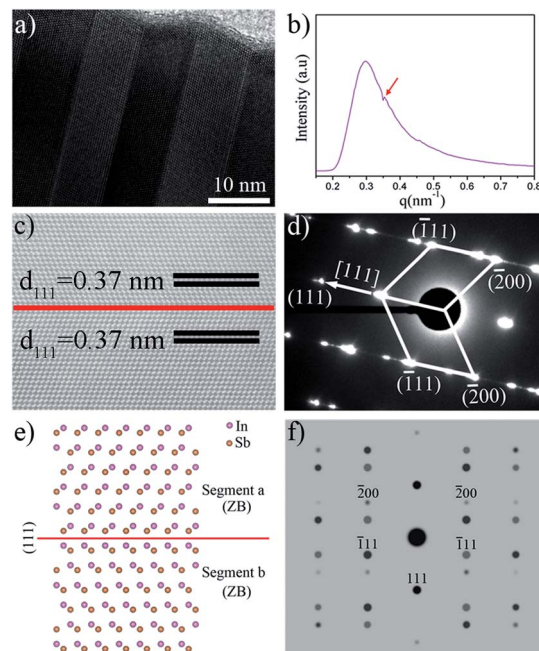 a)
10 nm
b)
Intensity (a.u)
0.2 0.3 0.4 0.5 0.6 0.7 0.8
q(nm⁻¹)
c)
d₁₁₁=0.37 nm
d₁₁₁=0.37 nm
d)
(1̅11)
(2̅00)
[111]
(111)
(1̅11)
(2̅00)
e)
In
Sb
Segment a
(ZB)
(111)
Segment b
(ZB)
f)
2̅00 2̅00
1̅11 1̅11
111